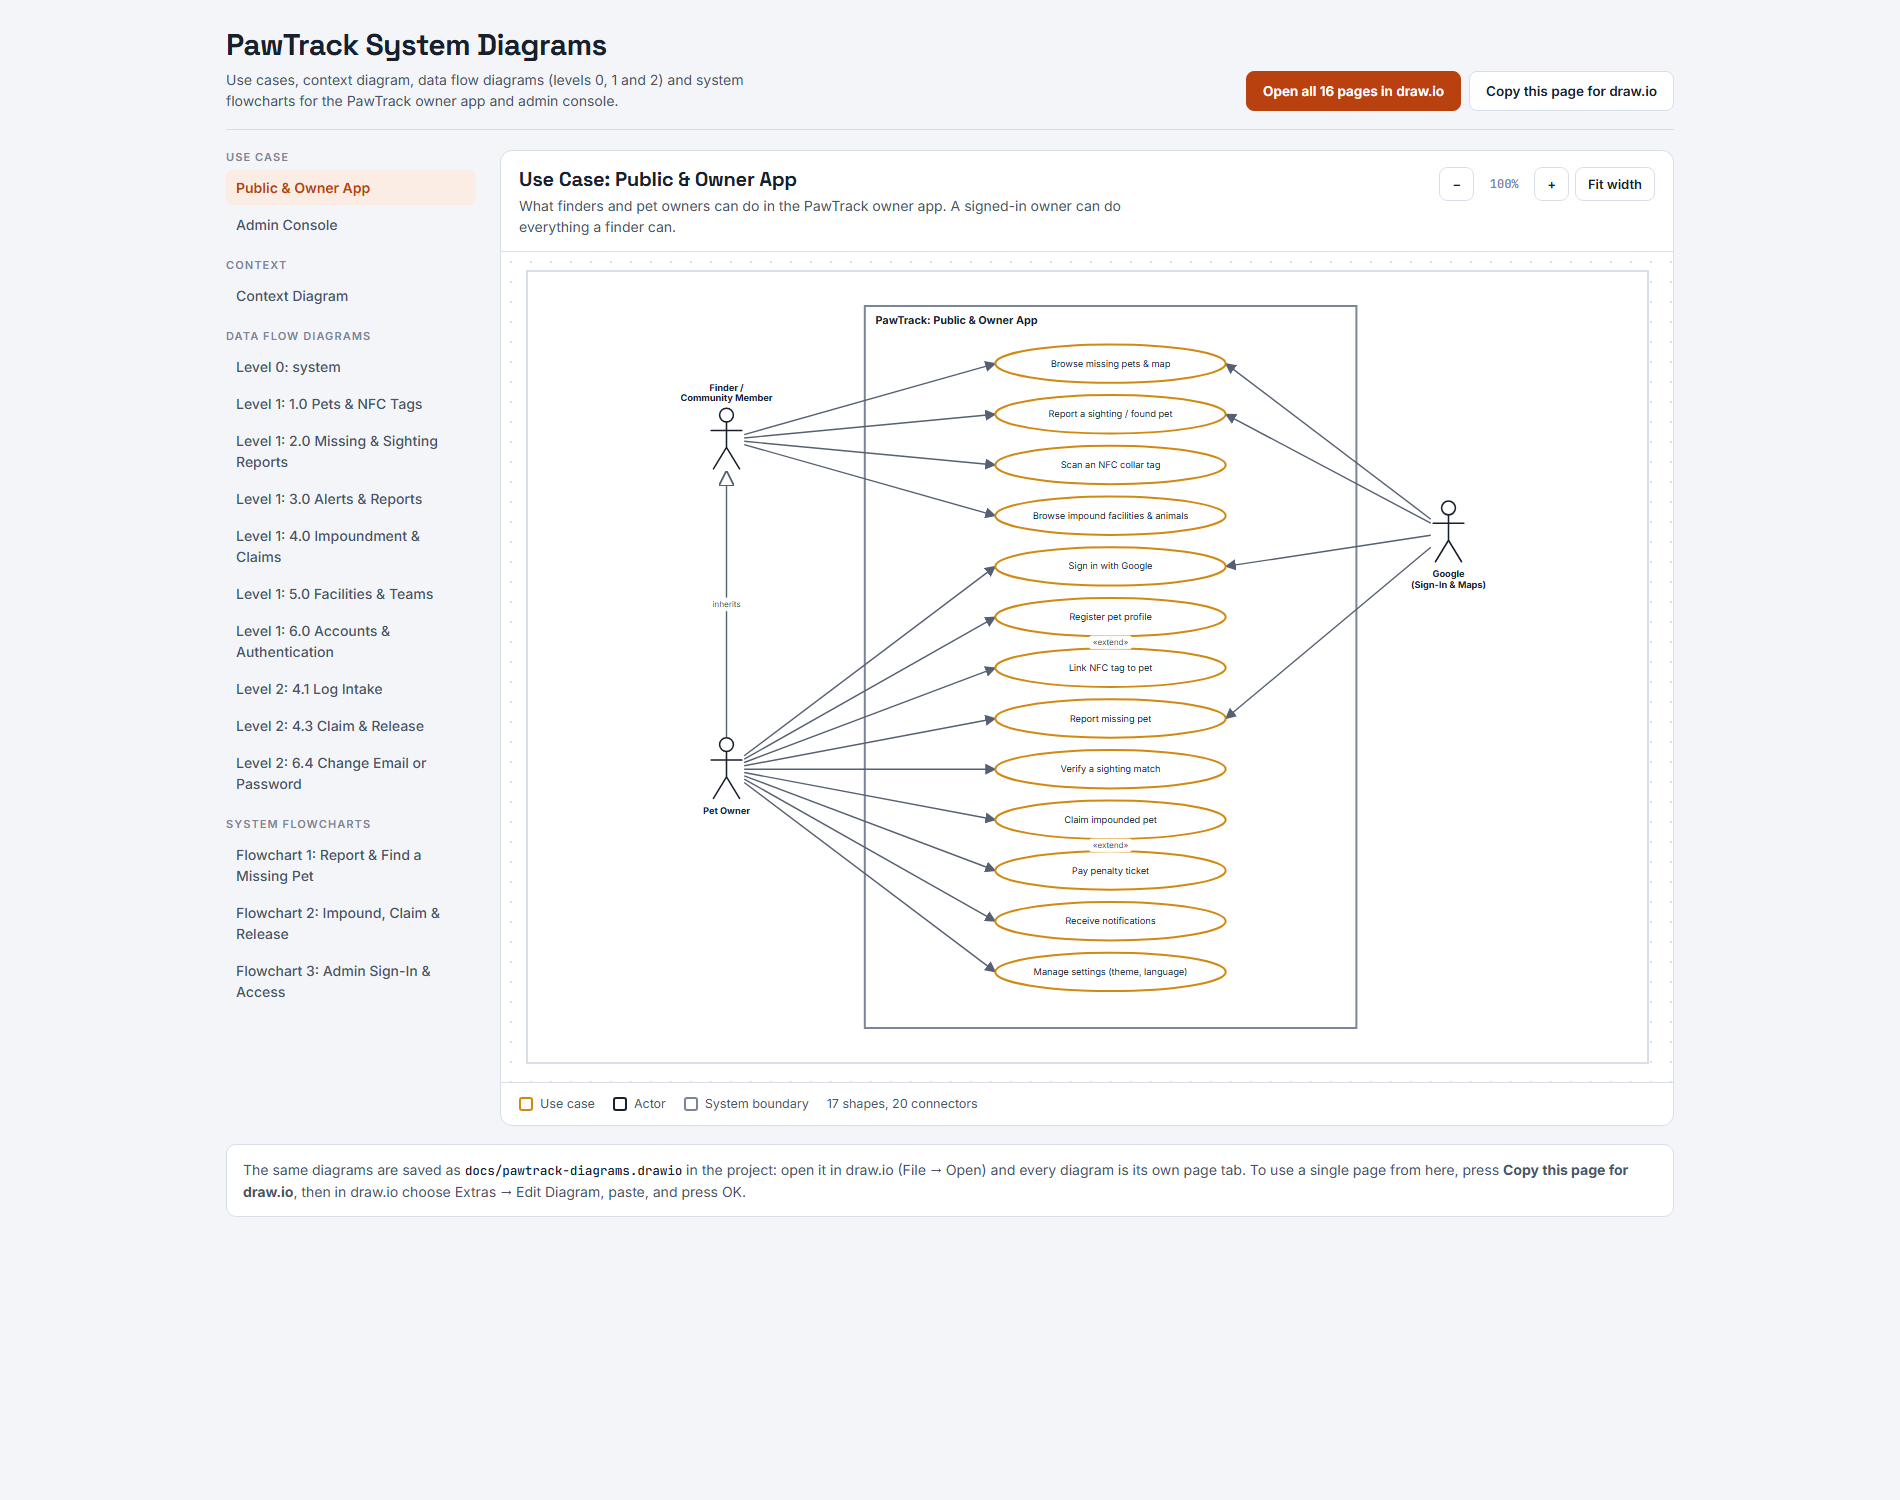 PawTrack System Diagrams
Use cases, context diagram, data flow diagrams (levels 0, 1 and 2) and system
flowcharts for the PawTrack owner app and admin console.
Open all 16 pages in draw.io
Copy this page for draw.io
USE CASE
Public & Owner App
Admin Console
CONTEXT
Context Diagram
DATA FLOW DIAGRAMS
Level 0: system
Level 1: 1.0 Pets & NFC Tags
Level 1: 2.0 Missing & Sighting
Reports
Level 1: 3.0 Alerts & Reports
Level 1: 4.0 Impoundment &
Claims
Level 1: 5.0 Facilities & Teams
Level 1: 6.0 Accounts &
Authentication
Level 2: 4.1 Log Intake
Level 2: 4.3 Claim & Release
Level 2: 6.4 Change Email or
Password
SYSTEM FLOWCHARTS
Flowchart 1: Report & Find a
Missing Pet
Flowchart 2: Impound, Claim &
Release
Flowchart 3: Admin Sign-In &
Access
Use Case: Public & Owner App
What finders and pet owners can do in the PawTrack owner app. A signed-in owner can do
everything a finder can.
−
100%
+
Fit width
PawTrack: Public & Owner App
Finder /
Community Member
inherits
Pet Owner
Browse missing pets & map
Report a sighting / found pet
Scan an NFC collar tag
Browse impound facilities & animals
Sign in with Google
Register pet profile
«extend»
Link NFC tag to pet
Report missing pet
Verify a sighting match
Claim impounded pet
«extend»
Pay penalty ticket
Receive notifications
Manage settings (theme, language)
Google
(Sign-In & Maps)
Use case
Actor
System boundary
17 shapes, 20 connectors
The same diagrams are saved as docs/pawtrack-diagrams.drawio in the project: open it in draw.io (File → Open) and every diagram is its own page tab. To use a single page from here, press Copy this page for
draw.io, then in draw.io choose Extras → Edit Diagram, paste, and press OK.